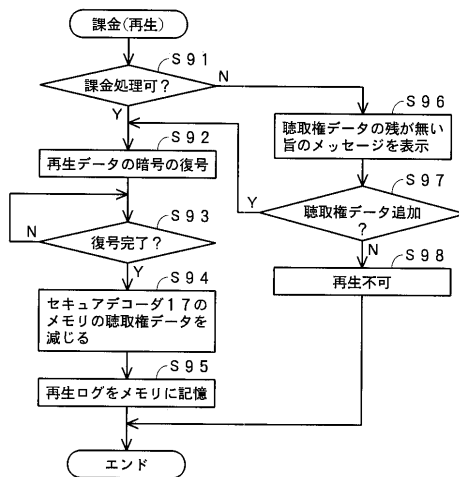 課金(再生)
S91
課金処理可?
N
Y
S92
再生データの暗号の復号
S93
復号完了?
N
Y
S94
セキュアデコーダ17の
メモリの聴取権データを
減じる
S95
再生ログをメモリに記憶
エンド
S96
聴取権データの残が無い
旨のメッセージを表示
S97
聴取権データ追加
?
Y
N
S98
再生不可